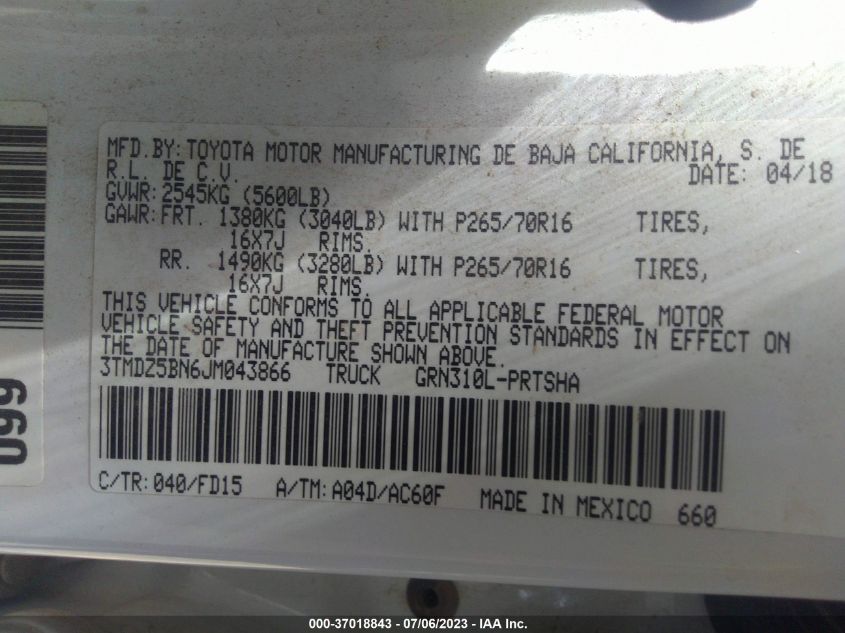 MFD.BY:TOYOTA MOTOR MANUFACTURING DE BAJA CALIFORNIA, S. DE
R.L. DE C.V. DATE: 04/18
GVWR:2545KG (5600LB)
GAWR:FRT. 1380KG (3040LB) WITH P265/70R16 TIRES,
16X7J RIMS.
RR. 1490KG (3280LB) WITH P265/70R16 TIRES,
16X7J RIMS.
THIS VEHICLE CONFORMS TO ALL APPLICABLE FEDERAL MOTOR
VEHICLE SAFETY AND THEFT PREVENTION STANDARDS IN EFFECT ON
THE DATE OF MANUFACTURE SHOWN ABOVE.
3TMDZ5BN6JM043866 TRUCK GRN310L-PRTSHA
C/TR:040/FD15 A/TM:A04D/AC60F MADE IN MEXICO 660
099
000-37018843 - 07/06/2023 - IAA Inc.